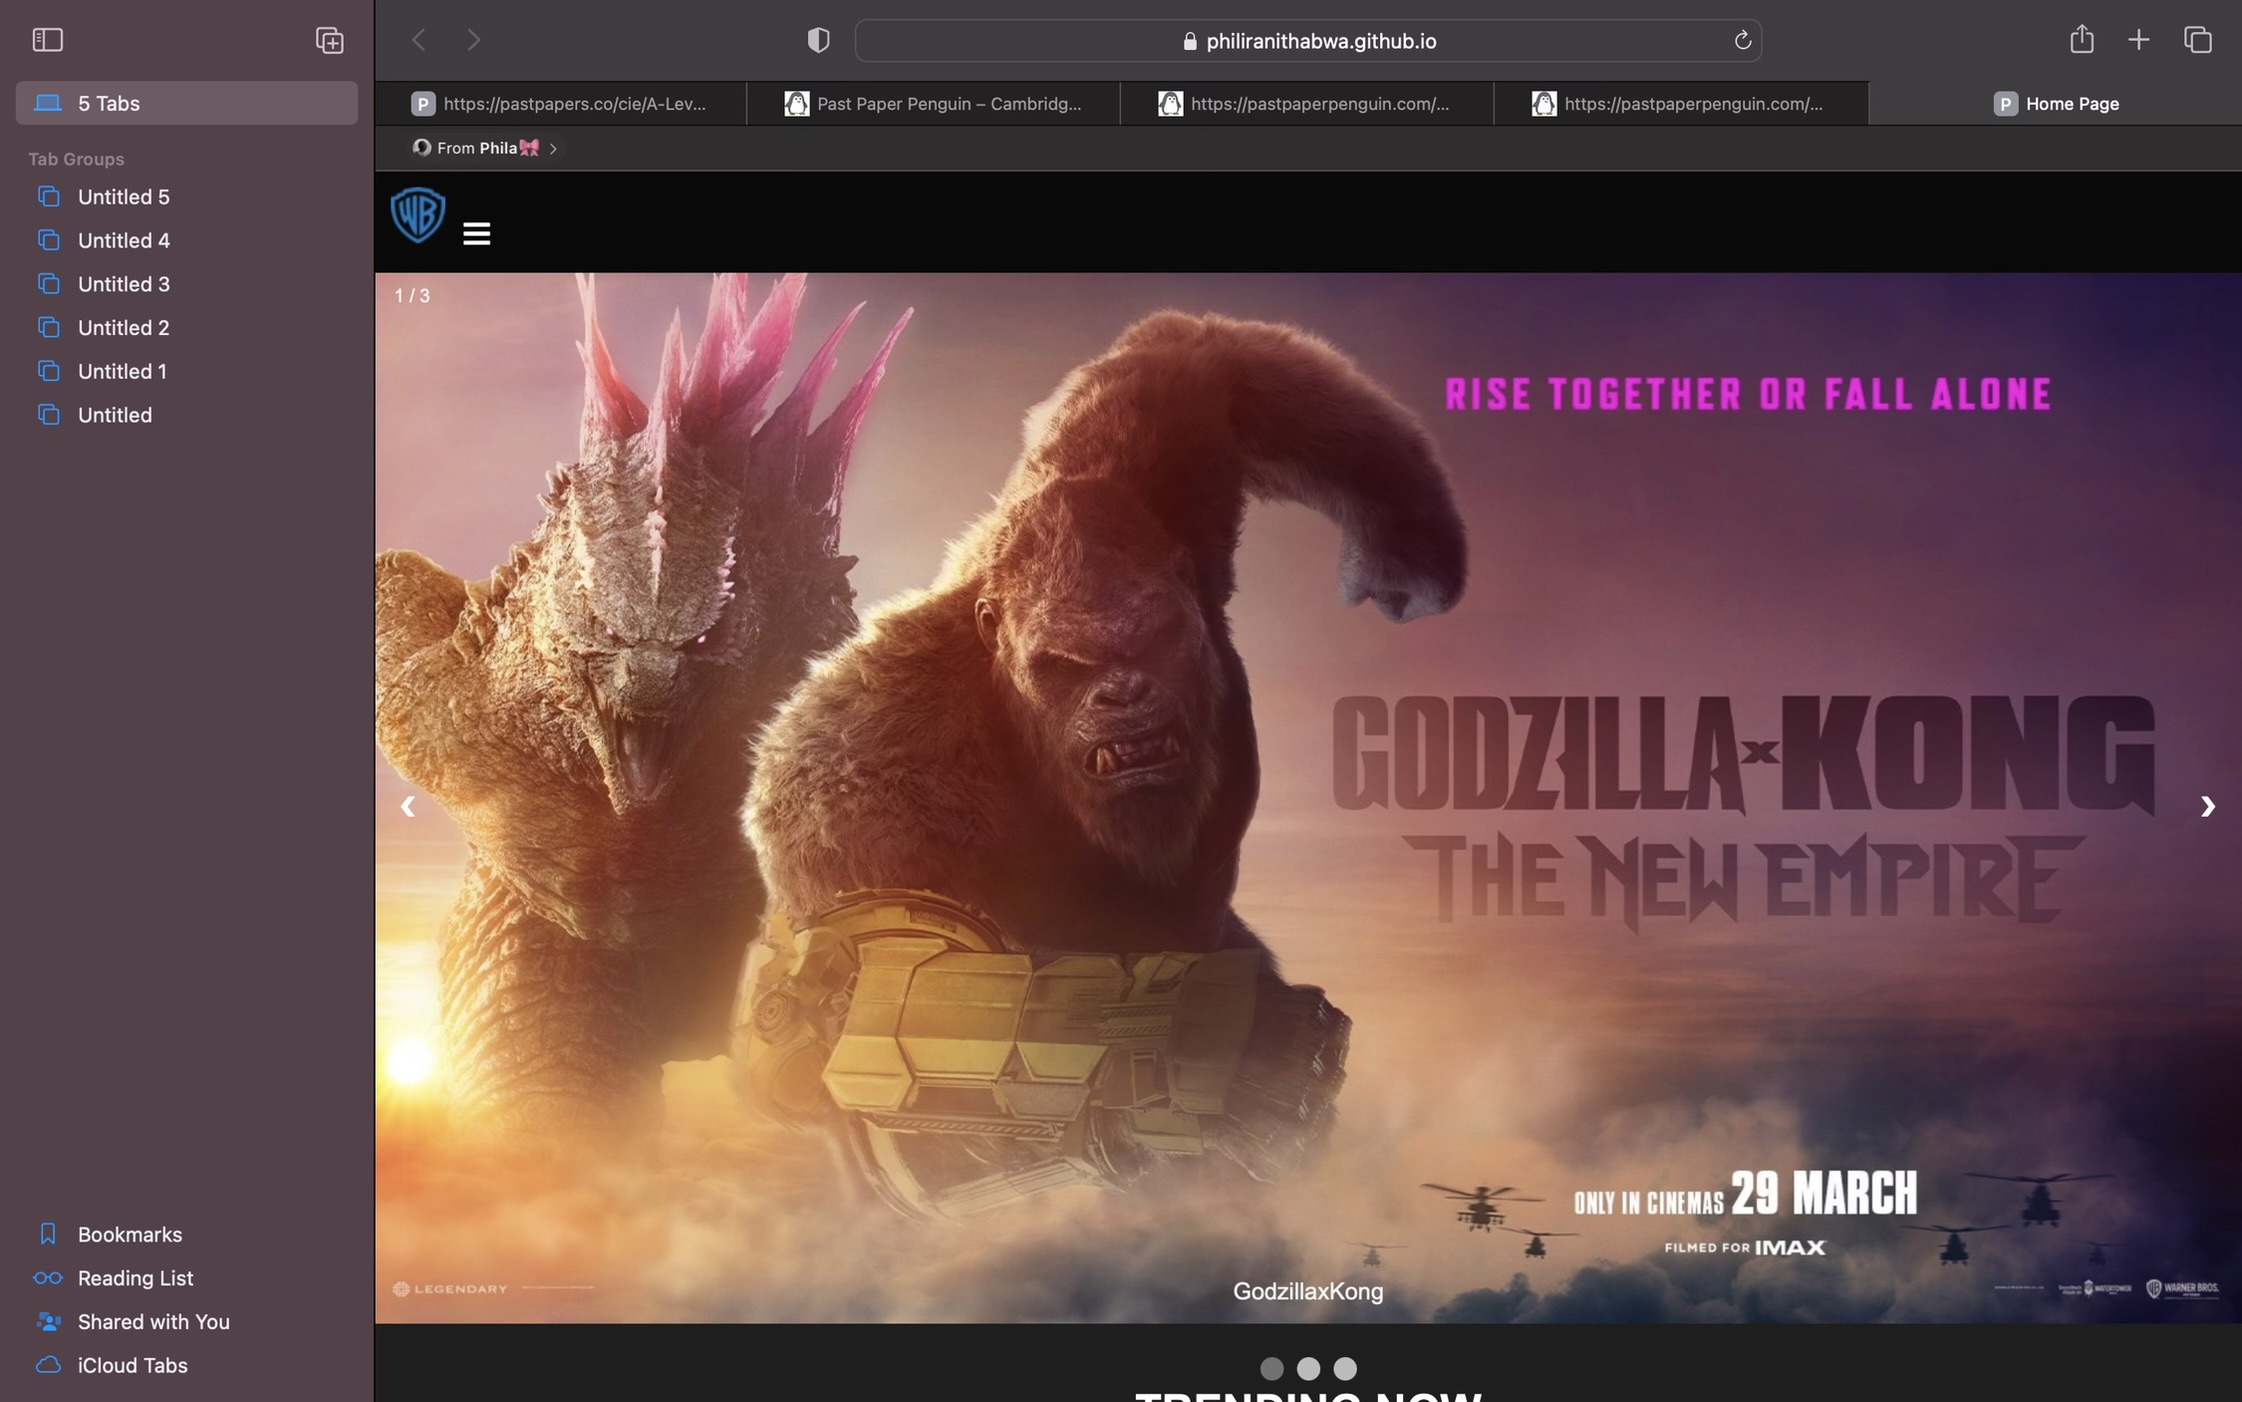 philiranithabwa.github.io
5 Tabs
P https://pastpapers.co/cie/A-Lev...
Past Paper Penguin – Cambridg...
https://pastpaperpenguin.com/...
https://pastpaperpenguin.com/...
P Home Page
From Phila🎀 >
Tab Groups
Untitled 5
Untitled 4
Untitled 3
Untitled 2
Untitled 1
Untitled
Bookmarks
Reading List
Shared with You
iCloud Tabs
WB
1 / 3
RISE TOGETHER OR FALL ALONE
GODZILLA x KONG
THE NEW EMPIRE
ONLY IN CINEMAS 29 MARCH
FILMED FOR IMAX
LEGENDARY
GodzillaxKong
WATERTOWER
WARNER BROS.
TRENDING NOW